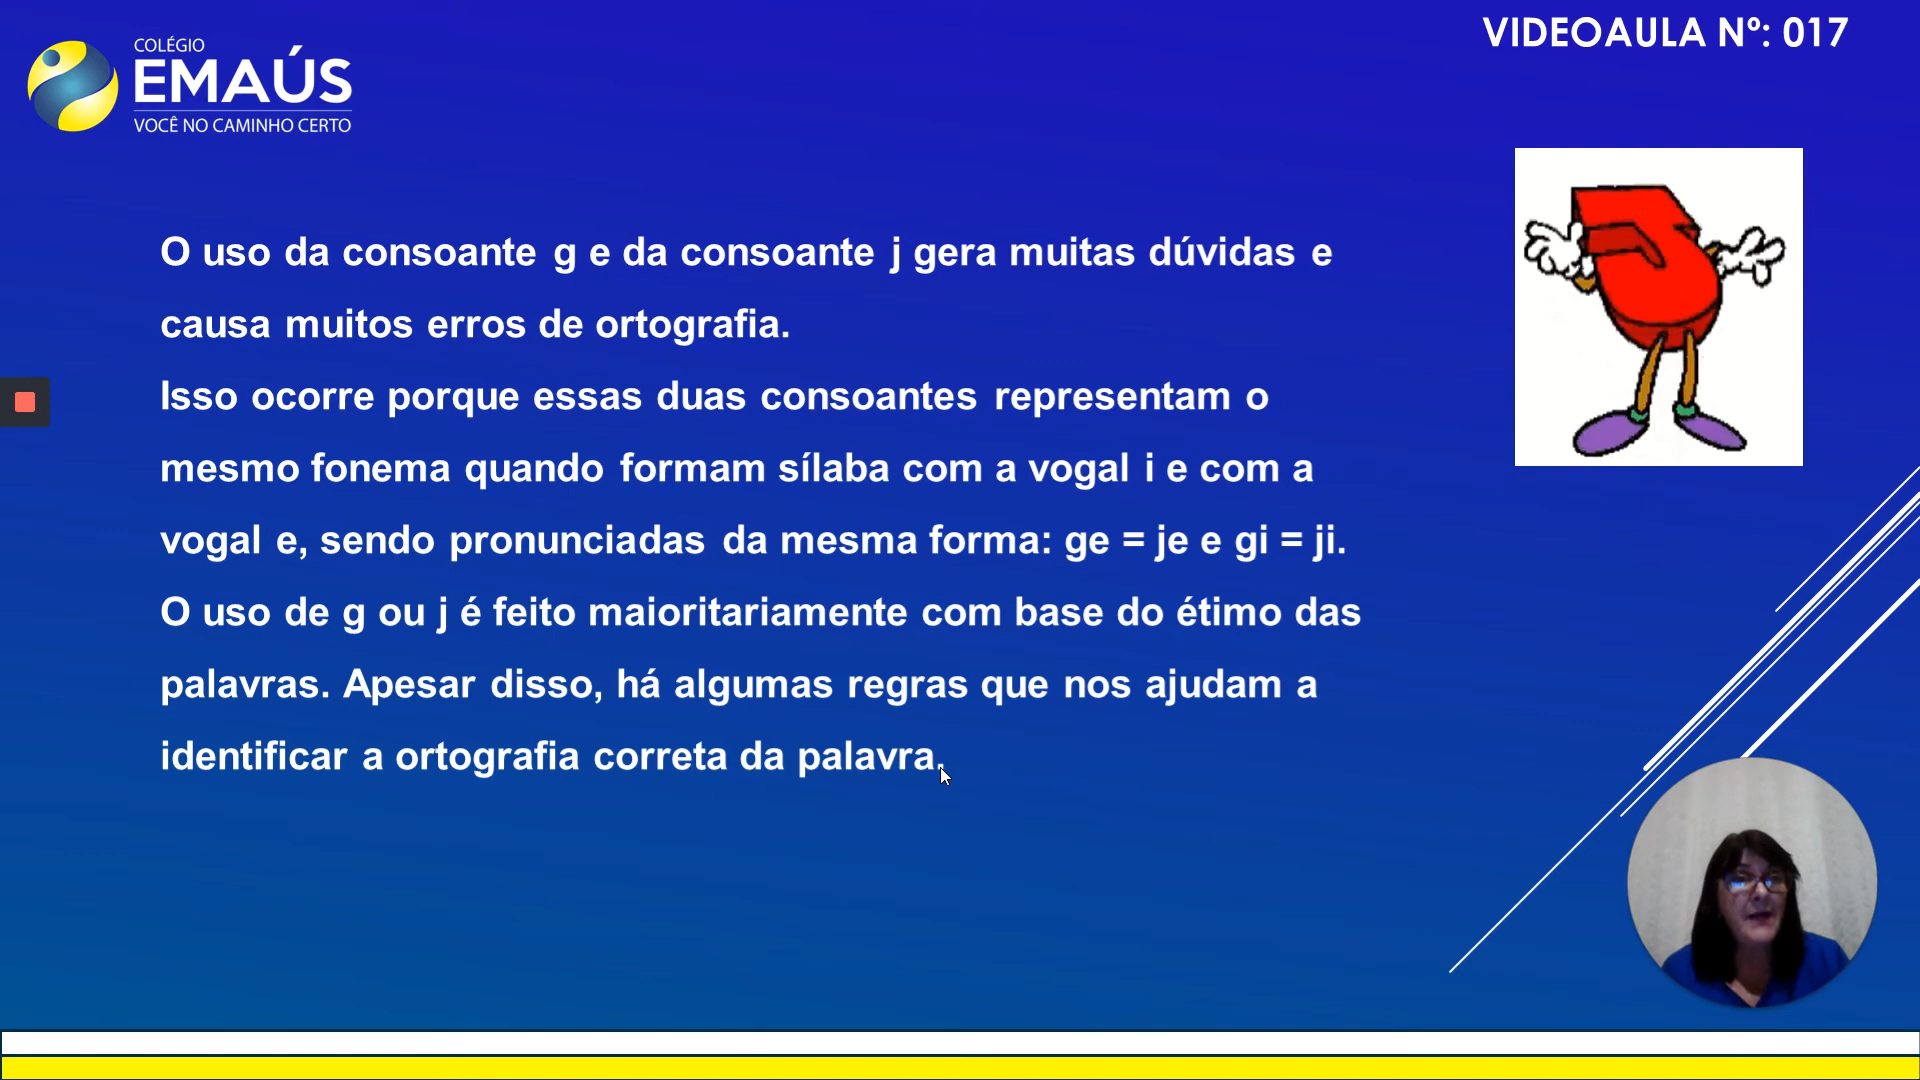 COLÉGIO
EMAÚS
VOCÊ NO CAMINHO CERTO
VIDEOAULA Nº: 017
O uso da consoante g e da consoante j gera muitas dúvidas e
causa muitos erros de ortografia.
Isso ocorre porque essas duas consoantes representam o
mesmo fonema quando formam sílaba com a vogal i e com a
vogal e, sendo pronunciadas da mesma forma: ge = je e gi = ji.
O uso de g ou j é feito maioritariamente com base do étimo das
palavras. Apesar disso, há algumas regras que nos ajudam a
identificar a ortografia correta da palavra.